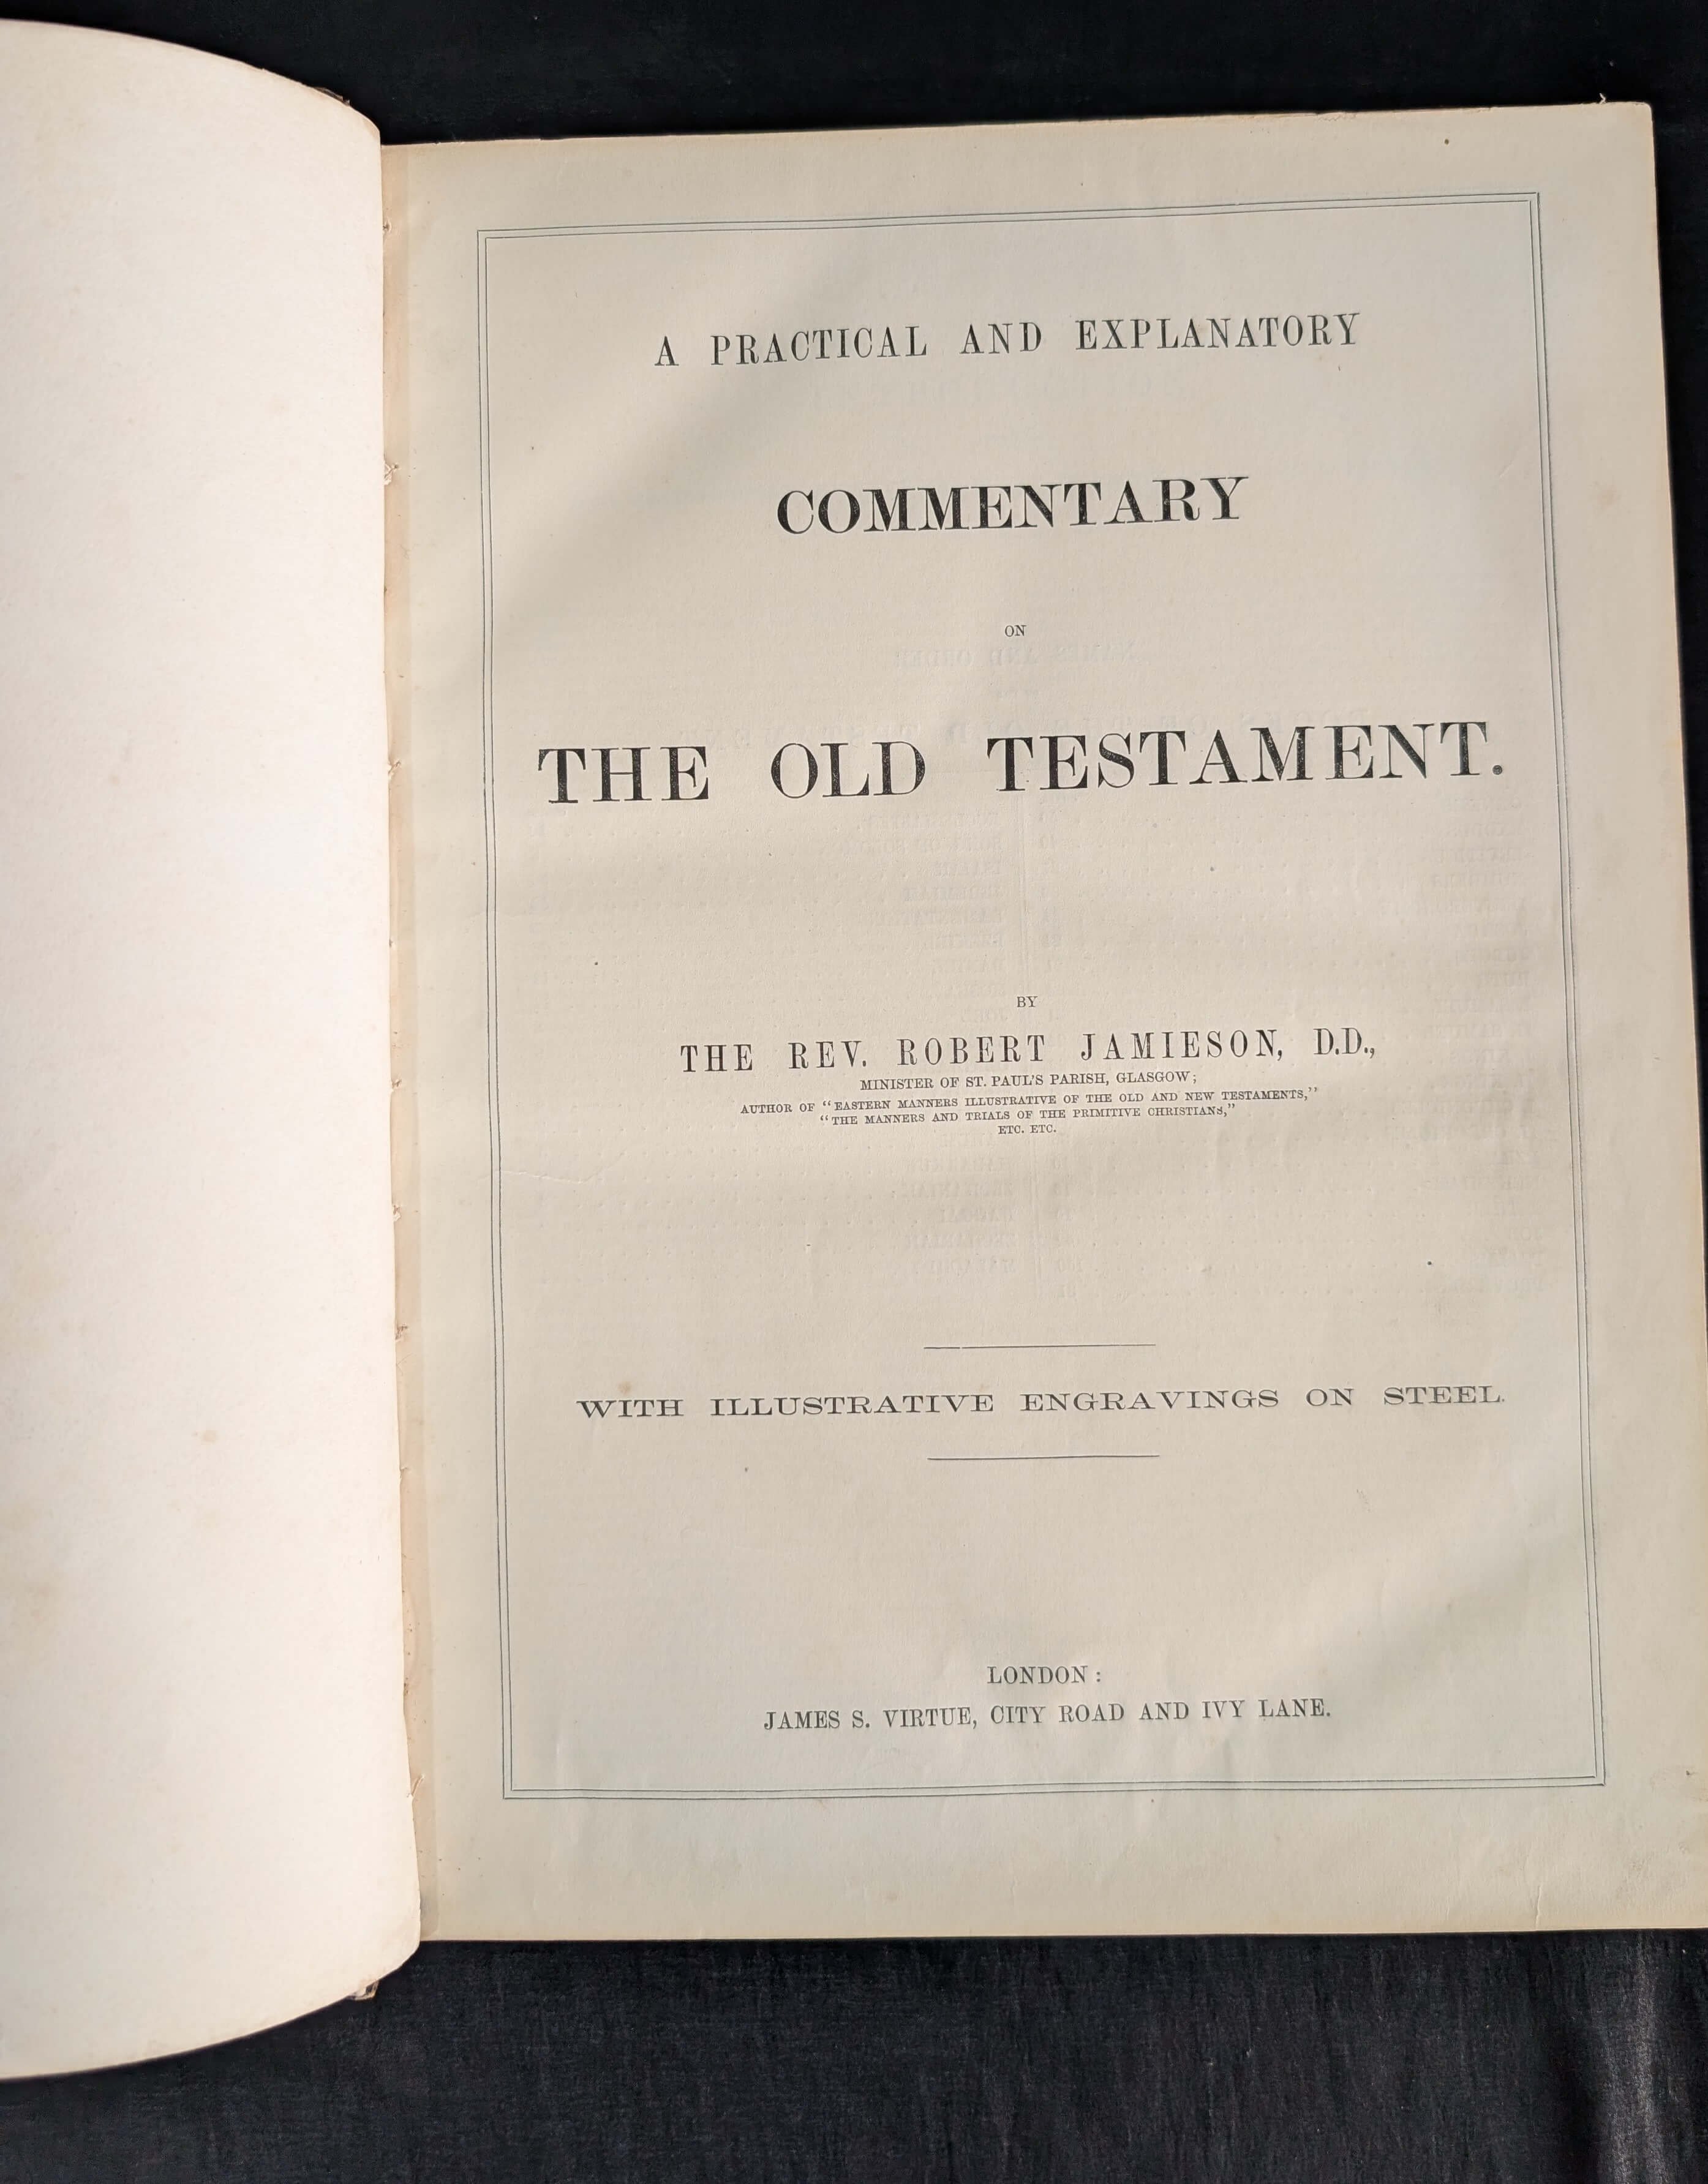 A PRACTICAL AND EXPLANATORY
COMMENTARY
ON
THE OLD TESTAMENT.
BY
THE REV. ROBERT JAMIESON, D.D.,
MINISTER OF ST. PAUL'S PARISH, GLASGOW;
AUTHOR OF "EASTERN MANNERS ILLUSTRATIVE OF THE OLD AND NEW TESTAMENTS,"
"THE MANNERS AND TRIALS OF THE PRIMITIVE CHRISTIANS,"
ETC. ETC.
WITH ILLUSTRATIVE ENGRAVINGS ON STEEL.
LONDON:
JAMES S. VIRTUE, CITY ROAD AND IVY LANE.